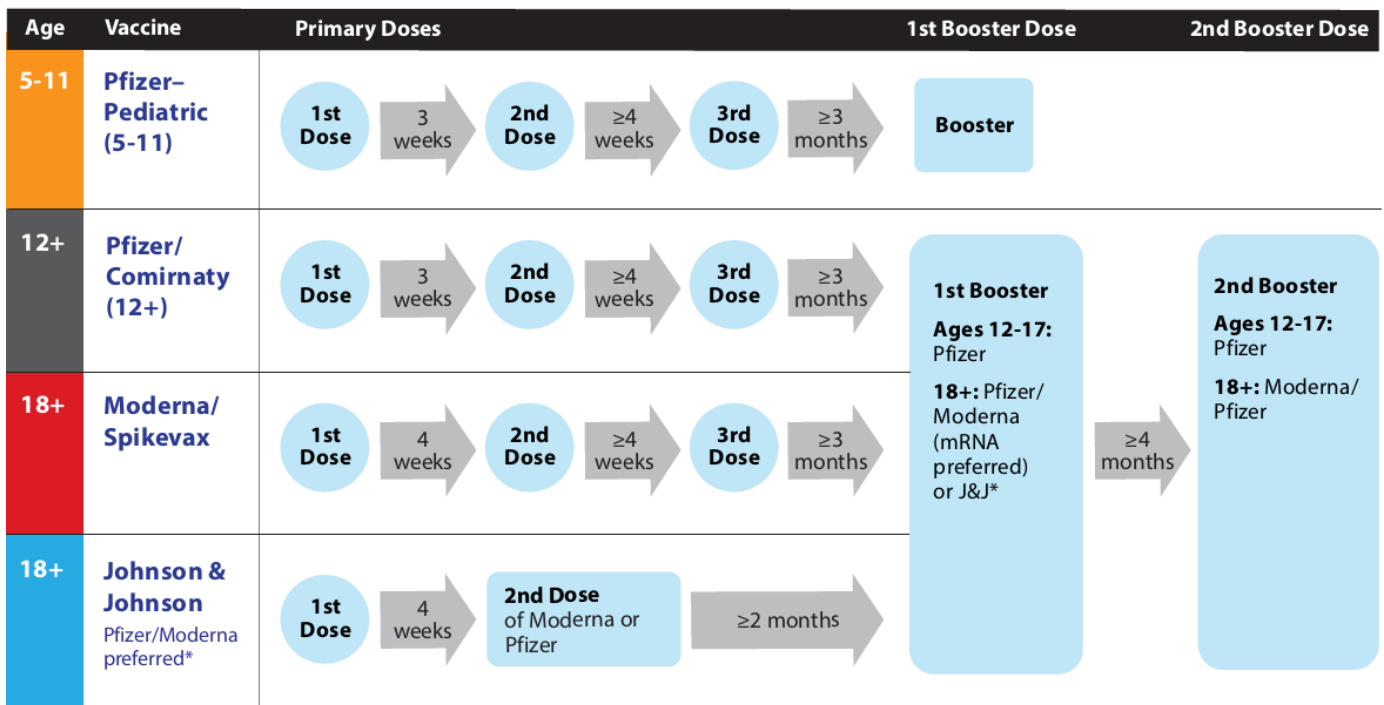 Age Vaccine Primary Doses 1st Booster Dose 2nd Booster Dose
5-11
Pfizer–
Pediatric
(5-11)
1st
Dose
3
weeks
2nd
Dose
≥4
weeks
3rd
Dose
≥3
months
Booster
12+
Pfizer/
Comirnaty
(12+)
1st
Dose
3
weeks
2nd
Dose
≥4
weeks
3rd
Dose
≥3
months
18+
Moderna/
Spikevax
1st
Dose
4
weeks
2nd
Dose
≥4
weeks
3rd
Dose
≥3
months
18+
Johnson &
Johnson
Pfizer/Moderna
preferred*
1st
Dose
4
weeks
2nd Dose
of Moderna or
Pfizer
≥2 months
1st Booster
Ages 12-17:
Pfizer
18+: Pfizer/
Moderna
(mRNA
preferred)
or J&J*
≥4
months
2nd Booster
Ages 12-17:
Pfizer
18+: Moderna/
Pfizer